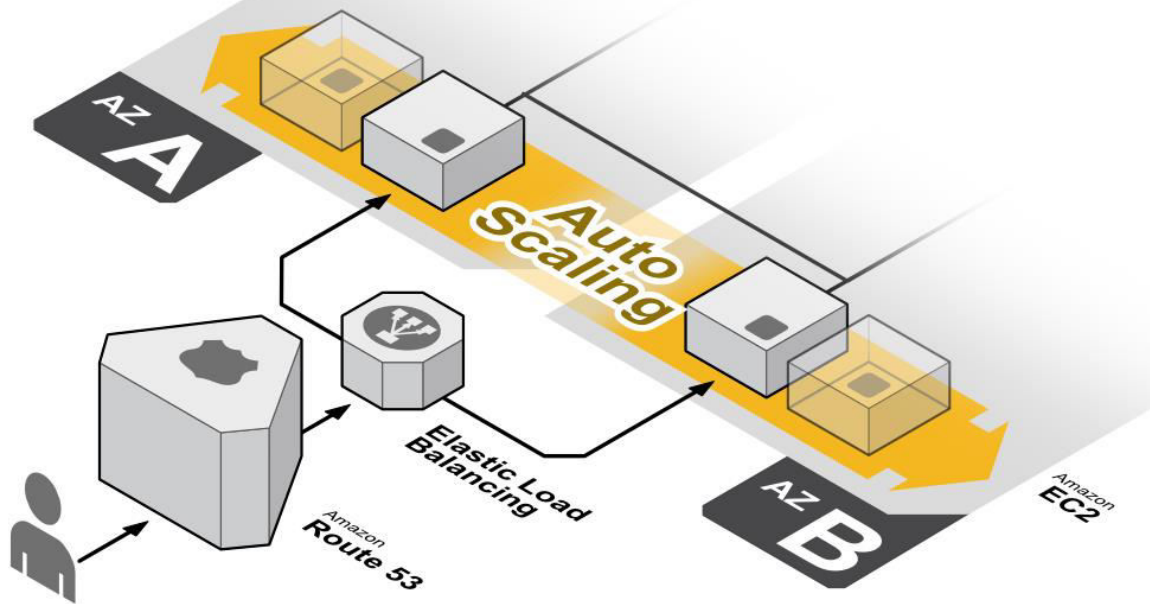 AZ
A
Auto
Scaling
Elastic Load
Balancing
Amazon
Route 53
AZ
B
Amazon
EC2